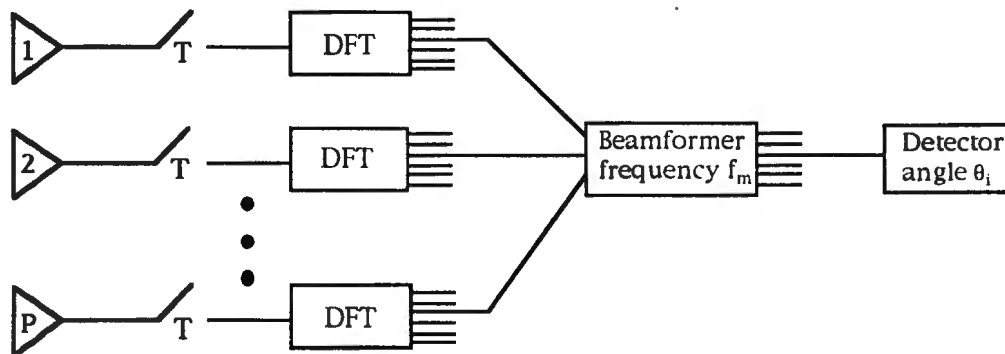 1 T DFT
2 T DFT
Beamformer
frequency f_m
Detector
angle θ_i
P T DFT